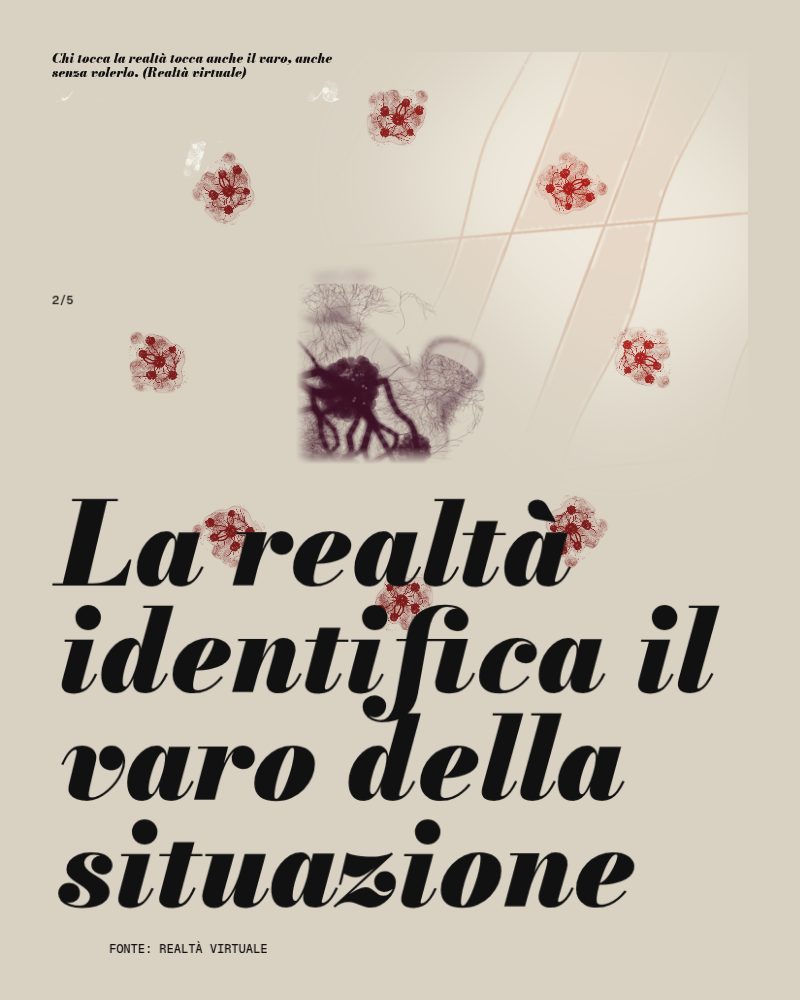 Chi tocca la realtà tocca anche il varo, anche
senza volerlo. (Realtà virtuale)
2/5
La realtà
identifica il
varo della
situazione
FONTE: REALTÀ VIRTUALE